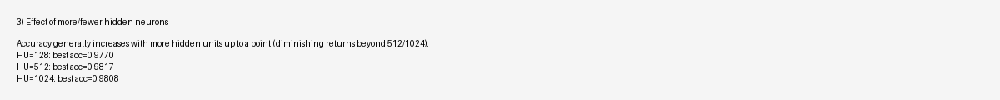 3) Effect of more/fewer hidden neurons
Accuracy generally increases with more hidden units up to a point (diminishing returns beyond 512/1024).
HU=128: best acc=0.9770
HU=512: best acc=0.9817
HU=1024: best acc=0.9808